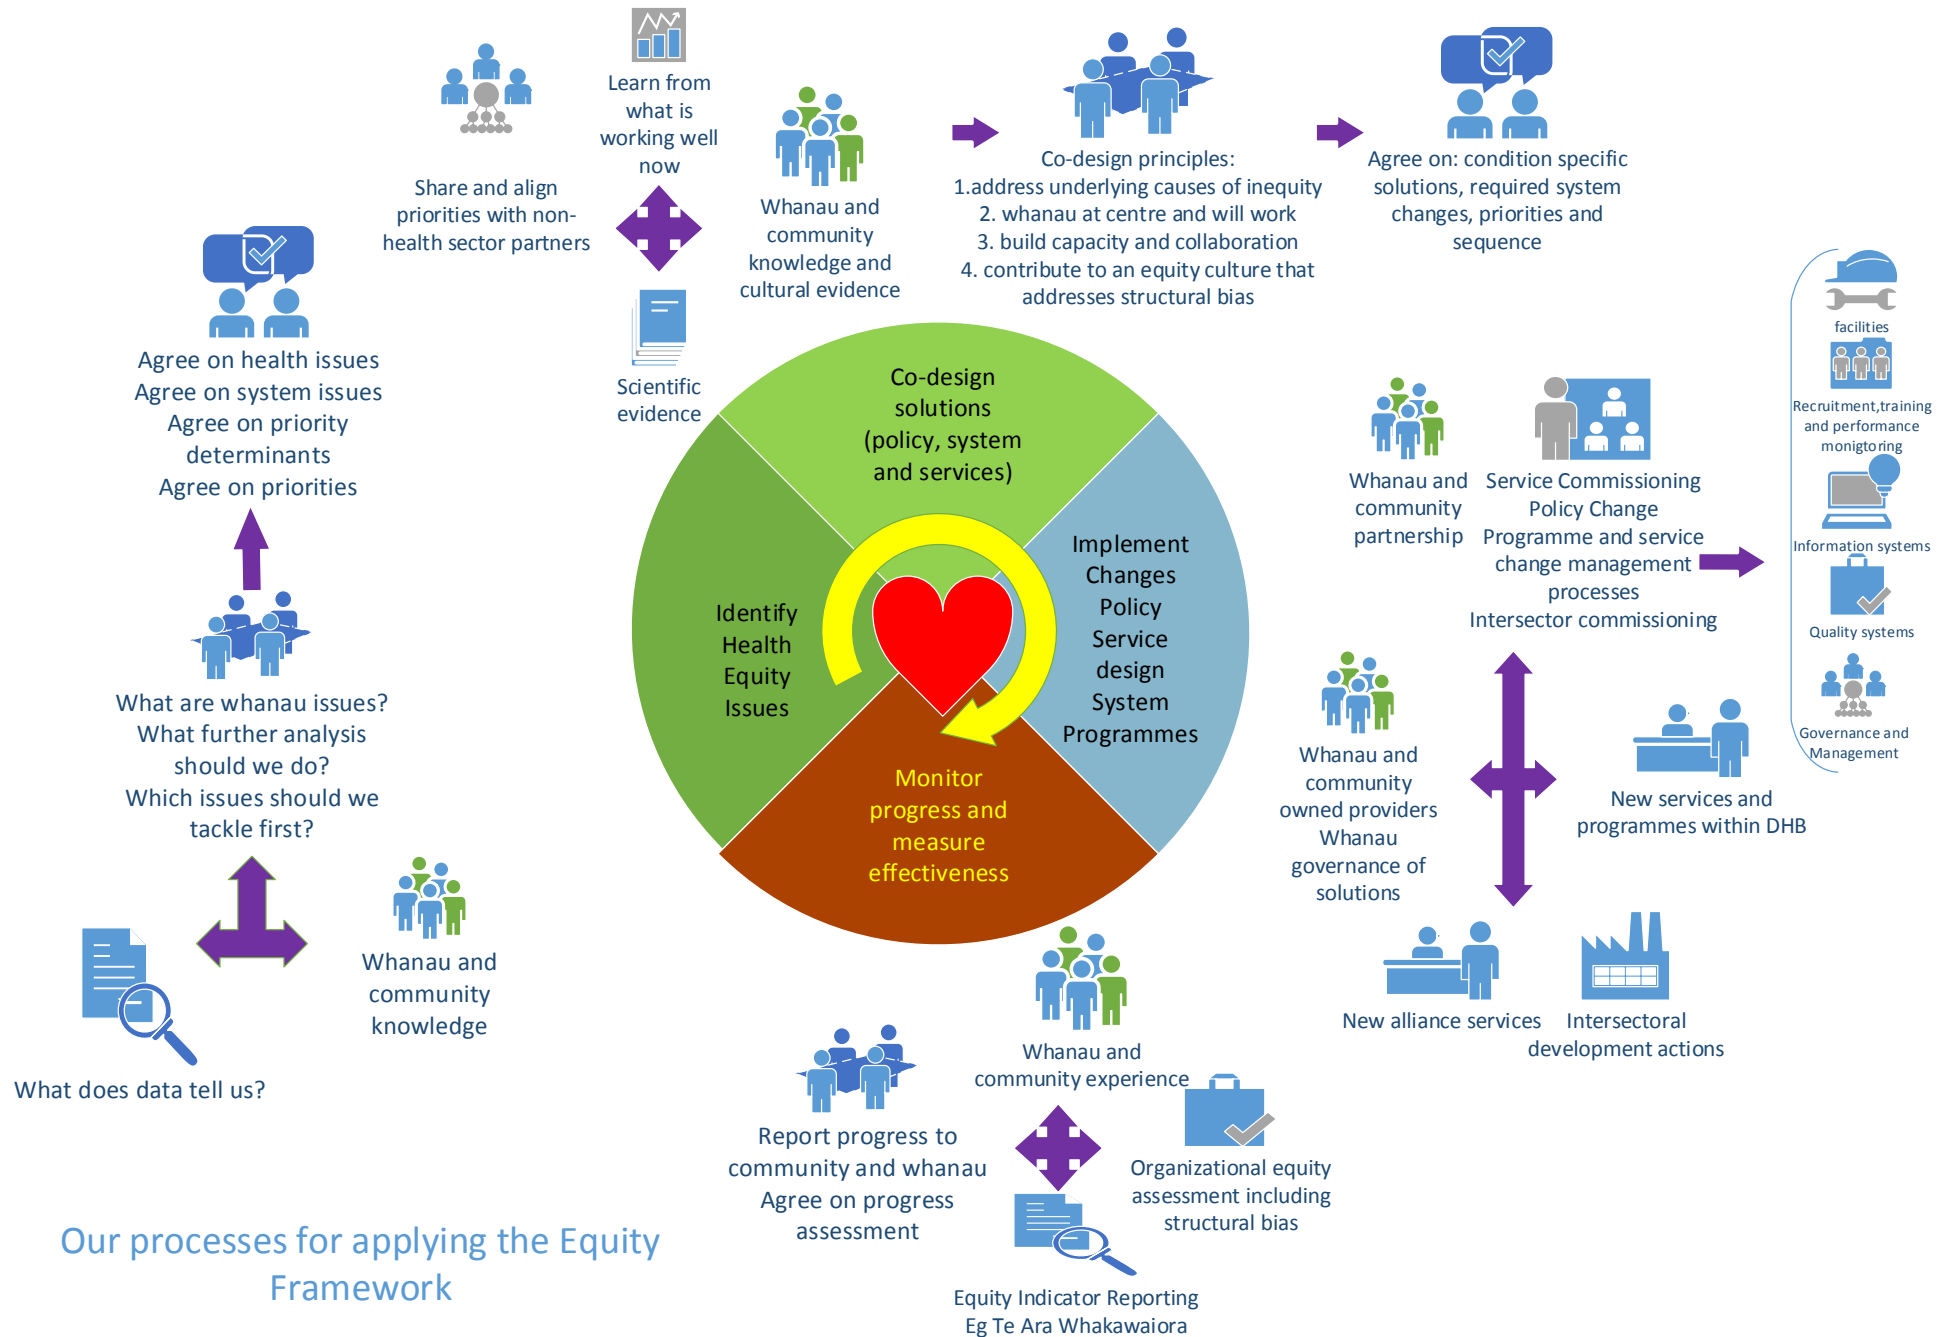 Learn from
what is
working well
now
Share and align
priorities with non-
health sector
partners
Whanau and
community
knowledge and
cultural evidence
Scientific
evidence
Co-design principles:
1.address underlying causes of inequity
2. whanau at centre and will work
3. build capacity and collaboration
4. contribute to an equity culture that
addresses structural bias
Agree on: condition specific
solutions, required system
changes, priorities and
sequence
Agree on health issues
Agree on system issues
Agree on priority
determinants
Agree on priorities
What are whanau issues?
What further analysis
should we do?
Which issues should we
tackle first?
Whanau and
community
knowledge
What does data tell us?
Co-design
solutions
(policy, system
and services)
Identify
Health
Equity
Issues
Implement
Changes
Policy
Service
design
System
Programmes
Monitor
progress and
measure
effectiveness
Whanau and
community
partnership
Service Commissioning
Policy Change
Programme and service
change management
processes
Intersector commissioning
facilities
Recruitment,training
and performance
monigtoring
Information systems
Quality systems
Governance and
Management
Whanau and
community
owned providers
Whanau
governance of
solutions
New services and
programmes within DHB
New alliance services
Intersectoral
development actions
Whanau and
community experience
Report progress to
community and whanau
Agree on progress
assessment
Organizational equity
assessment including
structural bias
Equity Indicator Reporting
Eg Te Ara Whakawaiora
Our processes for applying the Equity
Framework